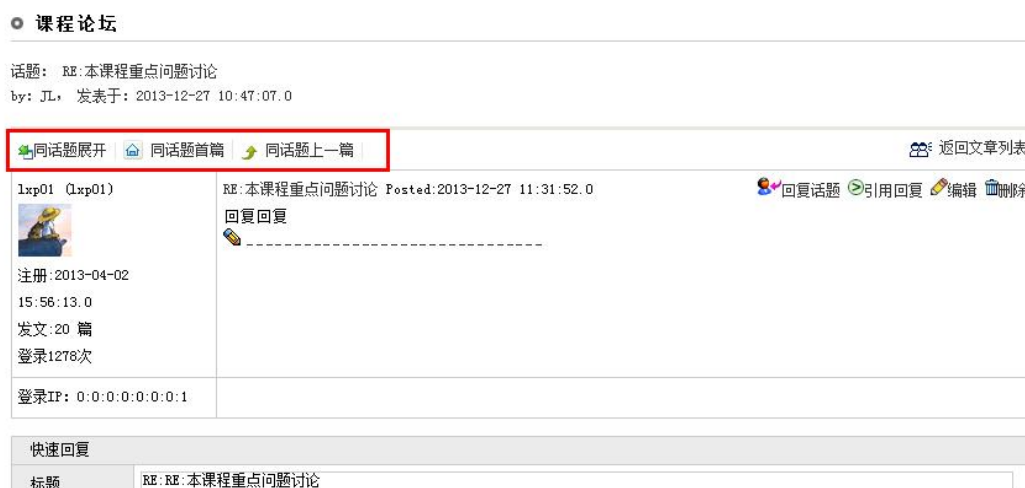 课程论坛
话题： RE:本课程重点问题讨论
by: JL， 发表于: 2013-12-27 10:47:07.0
同话题展开 同话题首篇 同话题上一篇 返回文章列表
lxp01 (lxp01) RE:本课程重点问题讨论 Posted:2013-12-27 11:31:52.0 回复话题 引用回复 编辑 删除
回复回复
--------------------------------
注册:2013-04-02
15:56:13.0
发文:20 篇
登录1278次
登录IP: 0:0:0:0:0:0:0:1
快速回复
标题 RE:RE:本课程重点问题讨论